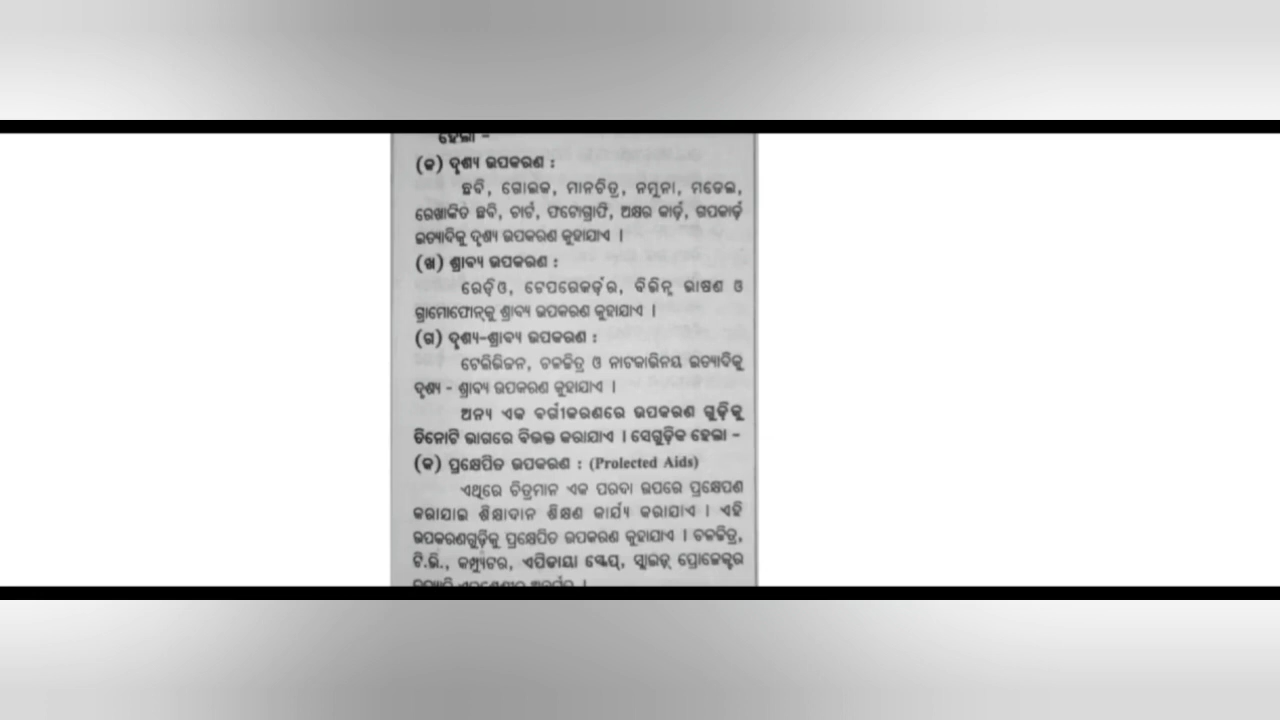 ହେଲା -
(କ) ଦୃଶ୍ୟ ଉପକରଣ :
ଛବି, ଗୋଲକ, ମାନଚିତ୍ର, ନମୁନା, ମଡେଲ,
ରେଖାଙ୍କିତ ଛବି, ଚାର୍ଟ, ଫଟୋଗ୍ରାଫି, ଅକ୍ଷର କାର୍ଡ଼, ଗପକାର୍ଡ଼
ଇତ୍ୟାଦିକୁ ଦୃଶ୍ୟ ଉପକରଣ କୁହାଯାଏ ।
(ଖ) ଶ୍ରାବ୍ୟ ଉପକରଣ :
ରେଡ଼ିଓ, ଟେପରେକର୍ଡ଼ର, ବିଭିନ୍ନ ଭାଷଣ ଓ
ଗ୍ରାମୋଫୋନ୍‌କୁ ଶ୍ରାବ୍ୟ ଉପକରଣ କୁହାଯାଏ ।
(ଗ) ଦୃଶ୍ୟ-ଶ୍ରାବ୍ୟ ଉପକରଣ :
ଟେଲିଭିଜନ, ଚଳଚ୍ଚିତ୍ର ଓ ନାଟକାଭିନୟ ଇତ୍ୟାଦିକୁ
ଦୃଶ୍ୟ - ଶ୍ରାବ୍ୟ ଉପକରଣ କୁହାଯାଏ ।
ଅନ୍ୟ ଏକ ବର୍ଗୀକରଣରେ ଉପକରଣ ଗୁଡ଼ିକୁ
ତିନୋଟି ଭାଗରେ ବିଭକ୍ତ କରାଯାଏ । ସେଗୁଡ଼ିକ ହେଲା -
(କ) ପ୍ରକ୍ଷେପିତ ଉପକରଣ : (Prolected Aids)
ଏଥିରେ ଚିତ୍ରମାନ ଏକ ପରଦା ଉପରେ ପ୍ରକ୍ଷେପଣ
କରାଯାଇ ଶିକ୍ଷାଦାନ ଶିକ୍ଷଣ କାର୍ଯ୍ୟ କରାଯାଏ । ଏହି
ଉପକରଣଗୁଡ଼ିକୁ ପ୍ରକ୍ଷେପିତ ଉପକରଣ କୁହାଯାଏ । ଚଳଚ୍ଚିତ୍ର,
ଟି.ଭି., କମ୍ପ୍ୟୁଟର, ଏପିଡାୟା ସ୍କୋପ୍, ସ୍ଲାଇଡ଼୍ ପ୍ରୋଜେକ୍ଟର